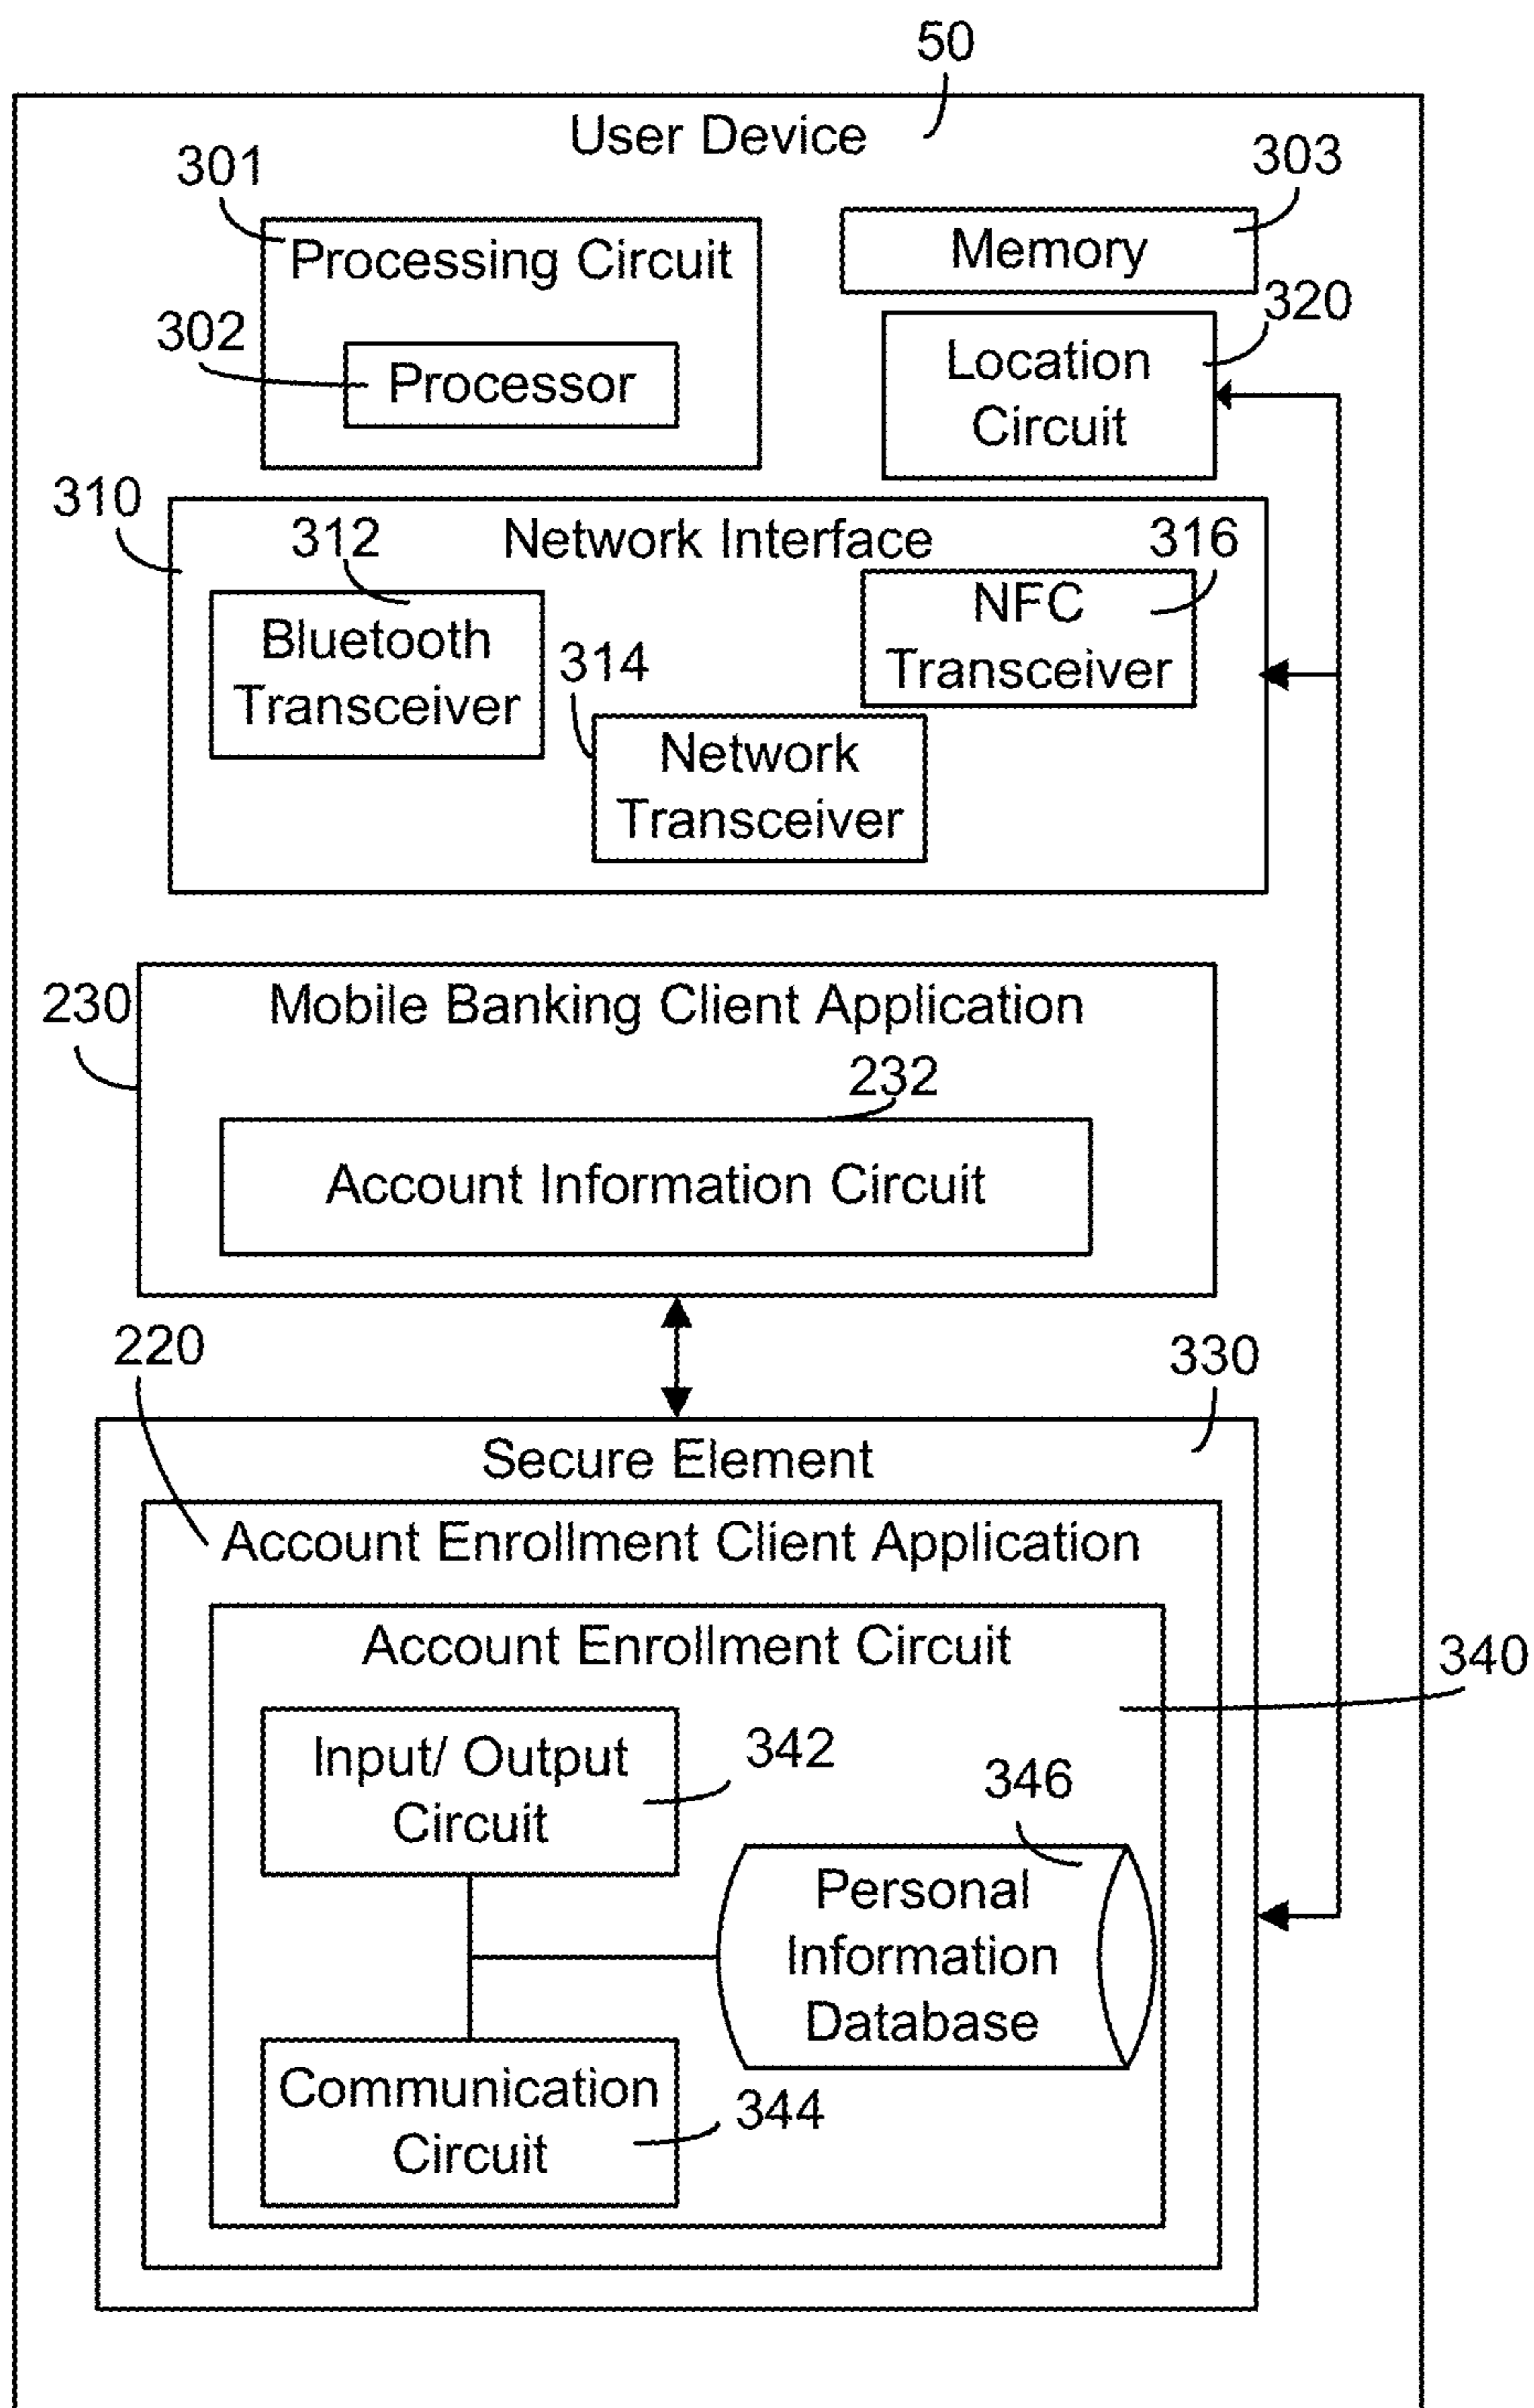 50
User Device
301
303
Processing Circuit
Memory
320
302
Processor
Location
Circuit
310
312
Network Interface
316
Bluetooth
Transceiver
314
NFC
Transceiver
Network
Transceiver
230
Mobile Banking Client Application
232
Account Information Circuit
220
330
Secure Element
Account Enrollment Client Application
Account Enrollment Circuit
340
Input/ Output
Circuit
342
346
Personal
Information
Database
Communication
Circuit
344